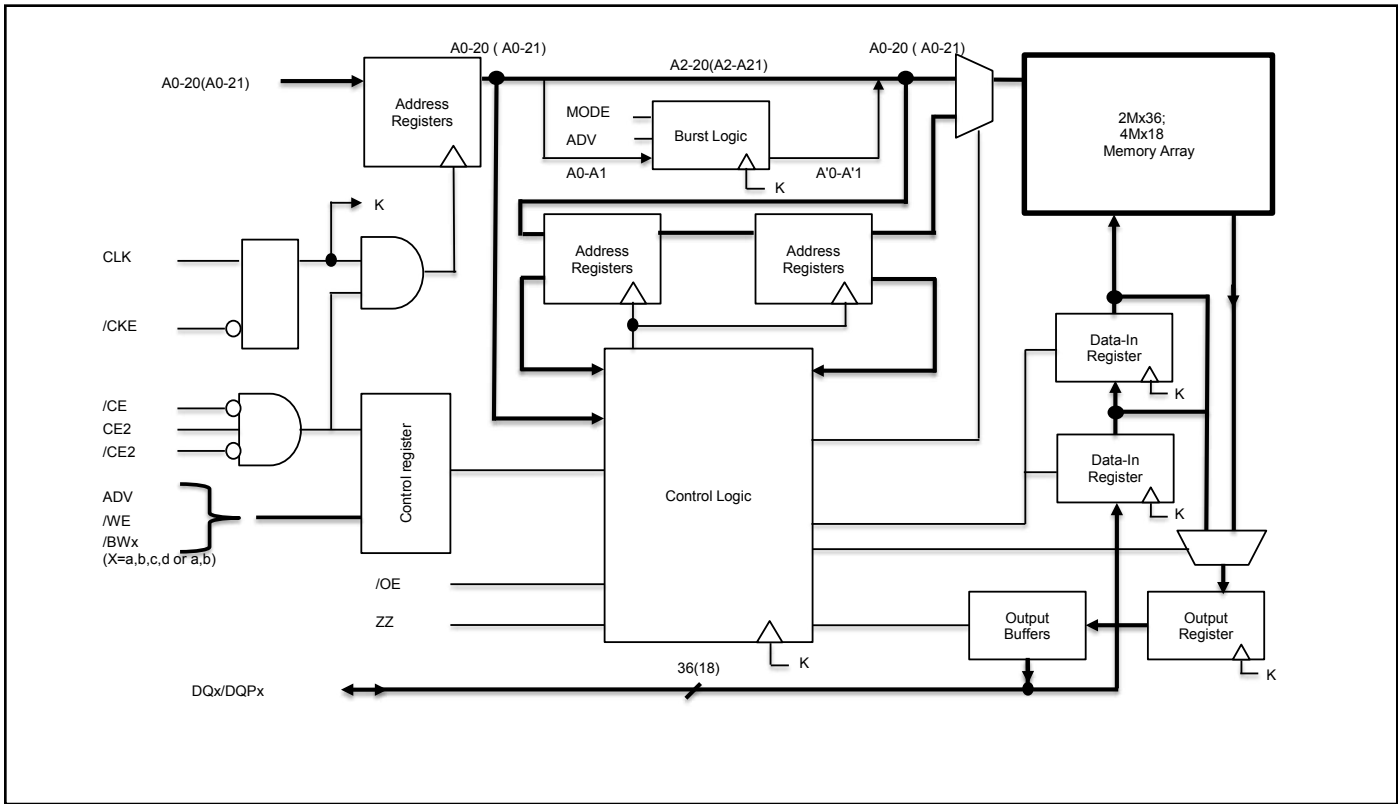 A0-20 ( A0-21)
A2-20(A2-A21)
A0-20 ( A0-21)
A0-20(A0-21)
Address
Registers
MODE
ADV
A0-A1
Burst Logic
K
A'0-A'1
2Mx36;
4Mx18
Memory Array
K
CLK
/CKE
Address
Registers
Address
Registers
Data-In
Register
K
/CE
CE2
/CE2
Control register
Control Logic
K
Data-In
Register
K
ADV
/WE
/BWx
(X=a,b,c,d or a,b)
/OE
ZZ
Output
Buffers
Output
Register
K
36(18)
DQx/DQPx